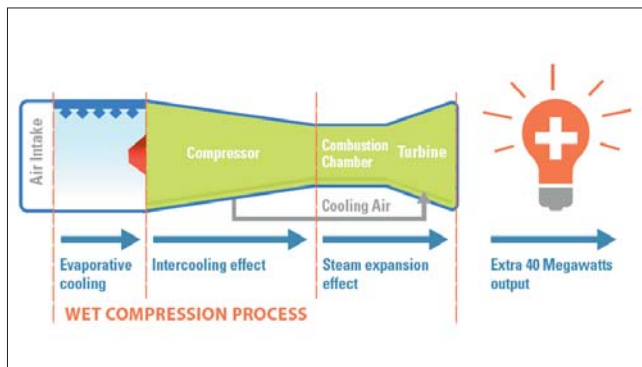 Air Intake
Compressor
Combustion
Chamber
Turbine
Cooling Air
Evaporative
cooling
Intercooling effect
Steam expansion
effect
Extra 40 Megawatts
output
WET COMPRESSION PROCESS